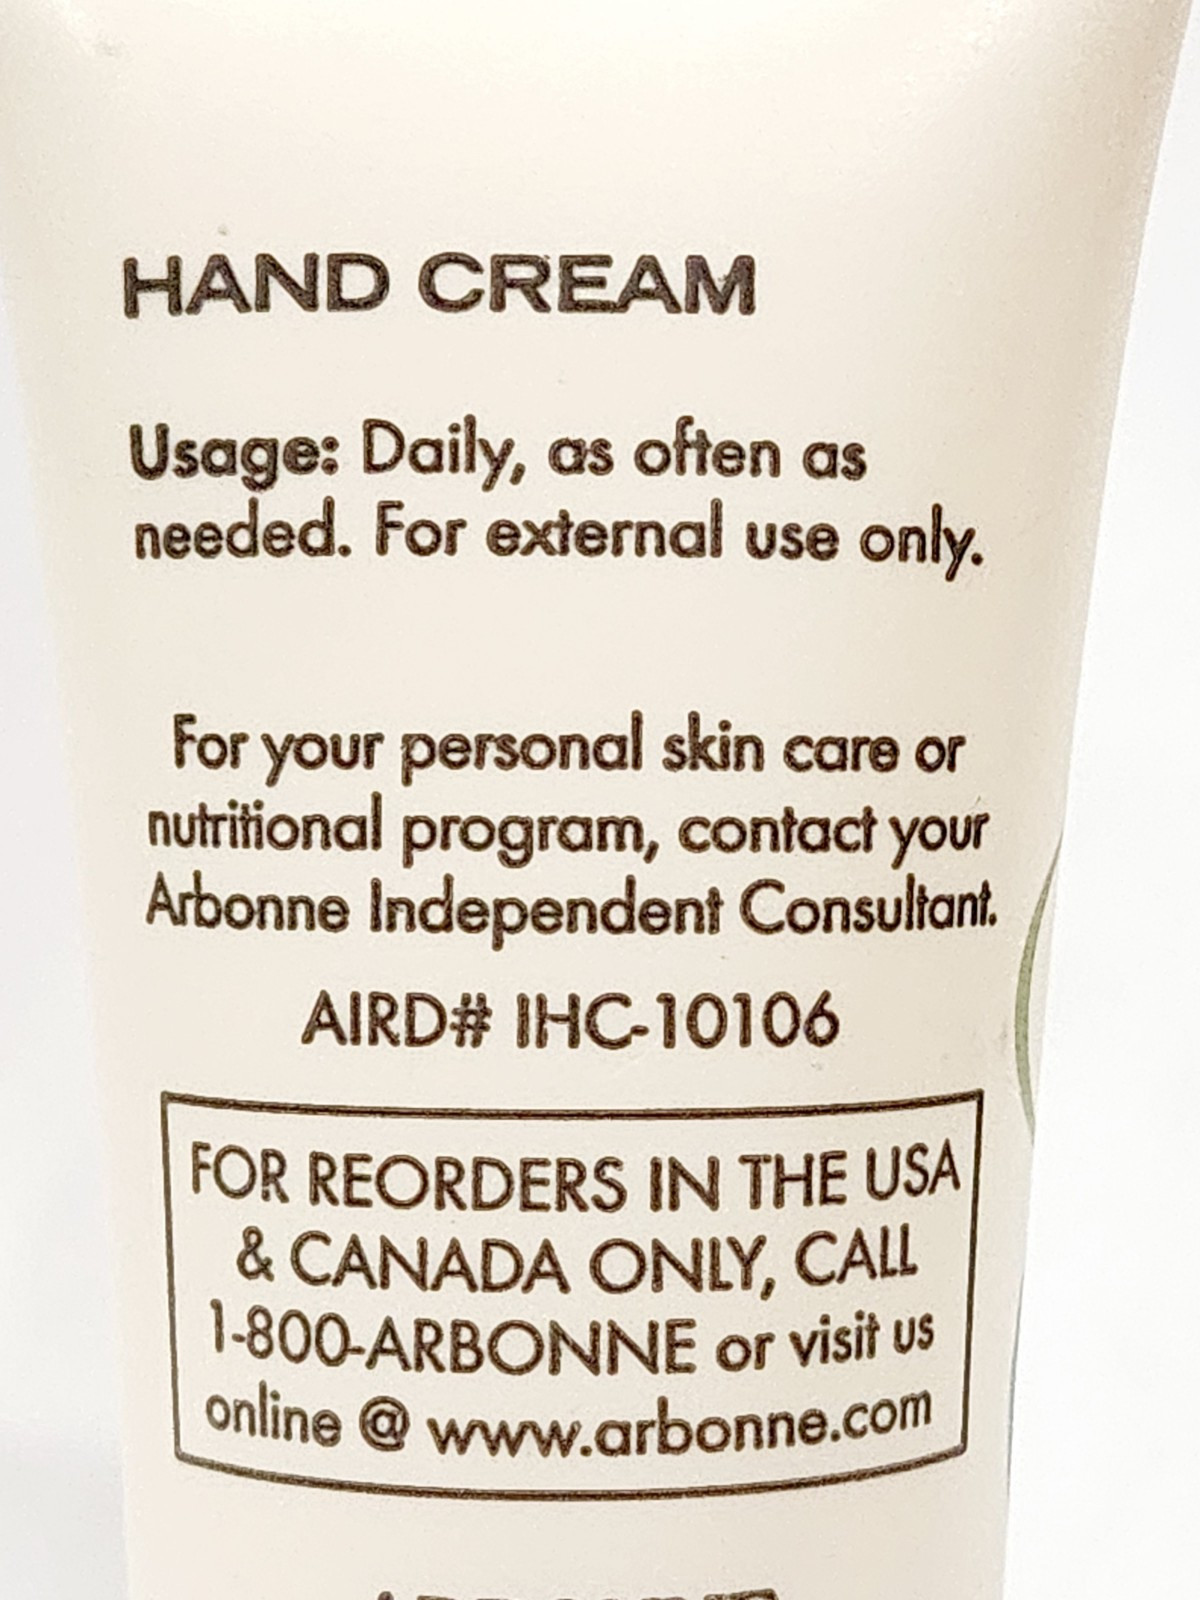 HAND CREAM
Usage: Daily, as often as
needed. For external use only.
For your personal skin care or
nutritional program, contact your
Arbonne Independent Consultant.
AIRD# IHC-10106
FOR REORDERS IN THE USA
& CANADA ONLY, CALL
1-800-ARBONNE or visit us
online @ www.arbonne.com